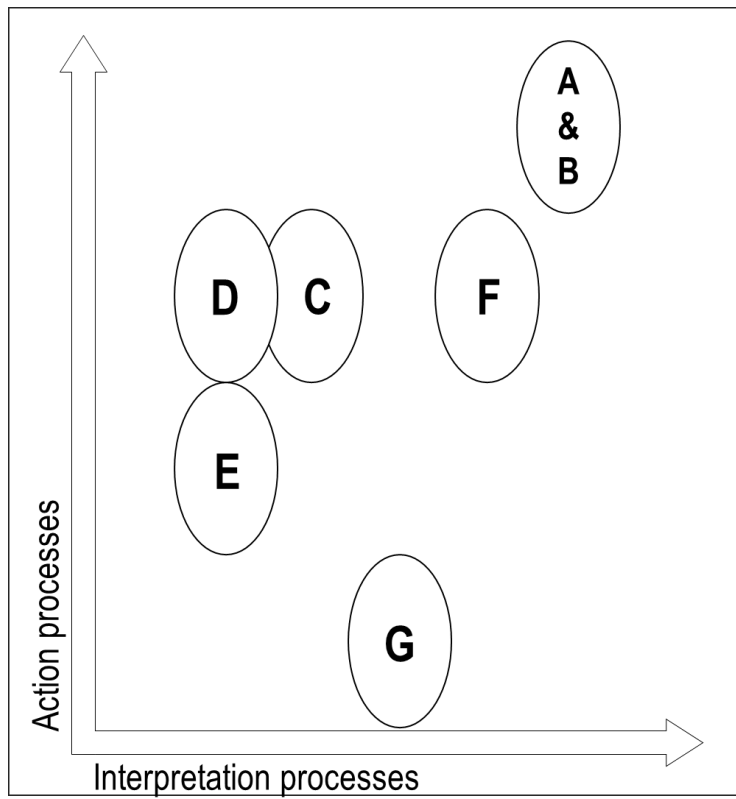 A
&
B
D
C
F
E
G
Action processes
Interpretation processes